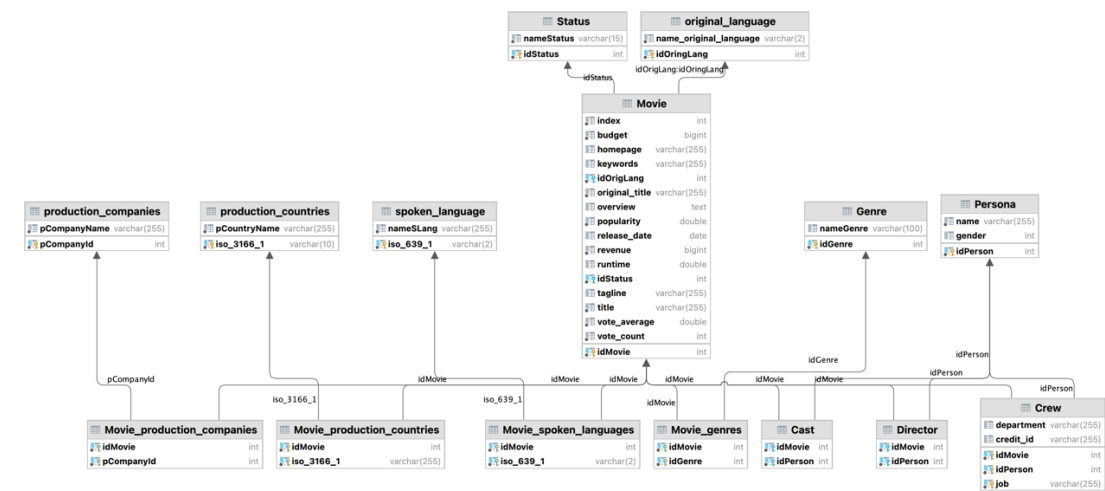 Status
nameStatus varchar(15)
idStatus int
original_language
name_original_language varchar(2)
idOringLang int
idStatus
idOrigLang:idOringLang
Movie
index int
budget bigint
homepage varchar(255)
keywords varchar(255)
idOrigLang int
original_title varchar(255)
overview text
popularity double
release_date date
revenue bigint
runtime double
idStatus int
tagline varchar(255)
title varchar(255)
vote_average double
vote_count int
idMovie int
production_companies
pCompanyName varchar(255)
pCompanyId int
production_countries
pCountryName varchar(255)
iso_3166_1 varchar(10)
spoken_language
nameSLang varchar(255)
iso_639_1 varchar(2)
Genre
nameGenre varchar(100)
idGenre int
Persona
name varchar(255)
gender int
idPerson int
idGenre
idPerson
pCompanyId
idMovie
idMovie
idMovie
idMovie
idMovie
idMovie
idPerson
iso_3166_1
iso_639_1
idMovie
idPerson
Movie_production_companies
idMovie int
pCompanyId int
Movie_production_countries
idMovie int
iso_3166_1 varchar(255)
Movie_spoken_languages
idMovie int
iso_639_1 varchar(2)
Movie_genres
idMovie int
idGenre int
Cast
idMovie int
idPerson int
Director
idMovie int
idPerson int
Crew
department varchar(255)
credit_id varchar(255)
idMovie int
idPerson int
job varchar(255)